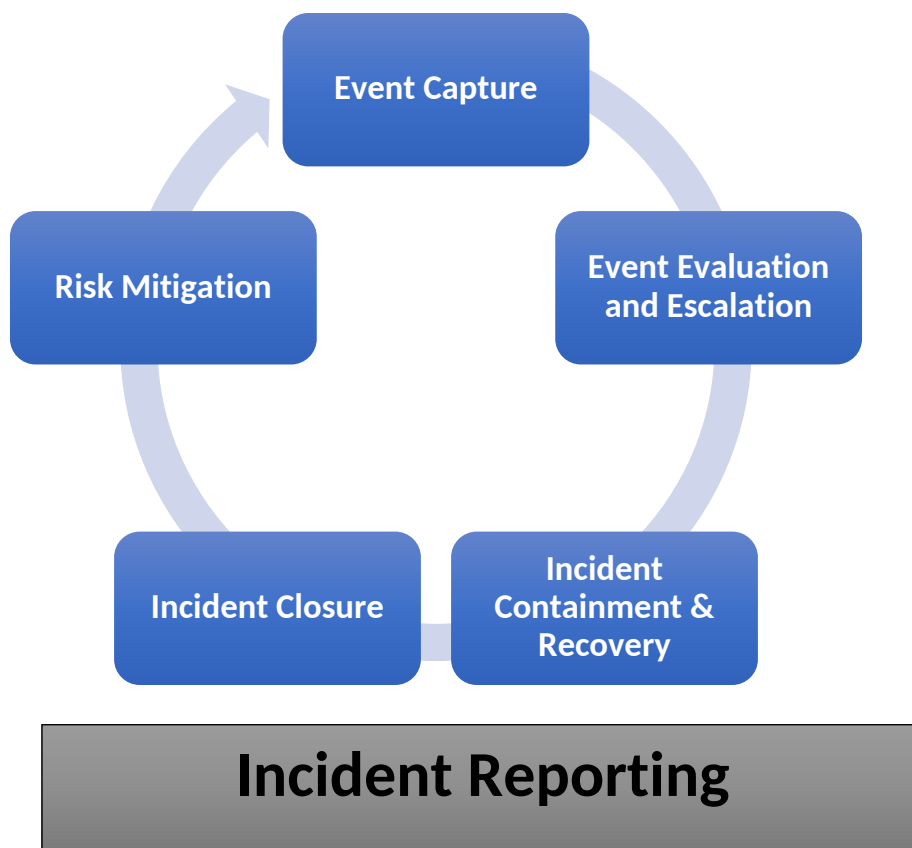 Event Capture
Event Evaluation
and Escalation
Incident
Containment &
Recovery
Incident Closure
Risk Mitigation
Incident Reporting